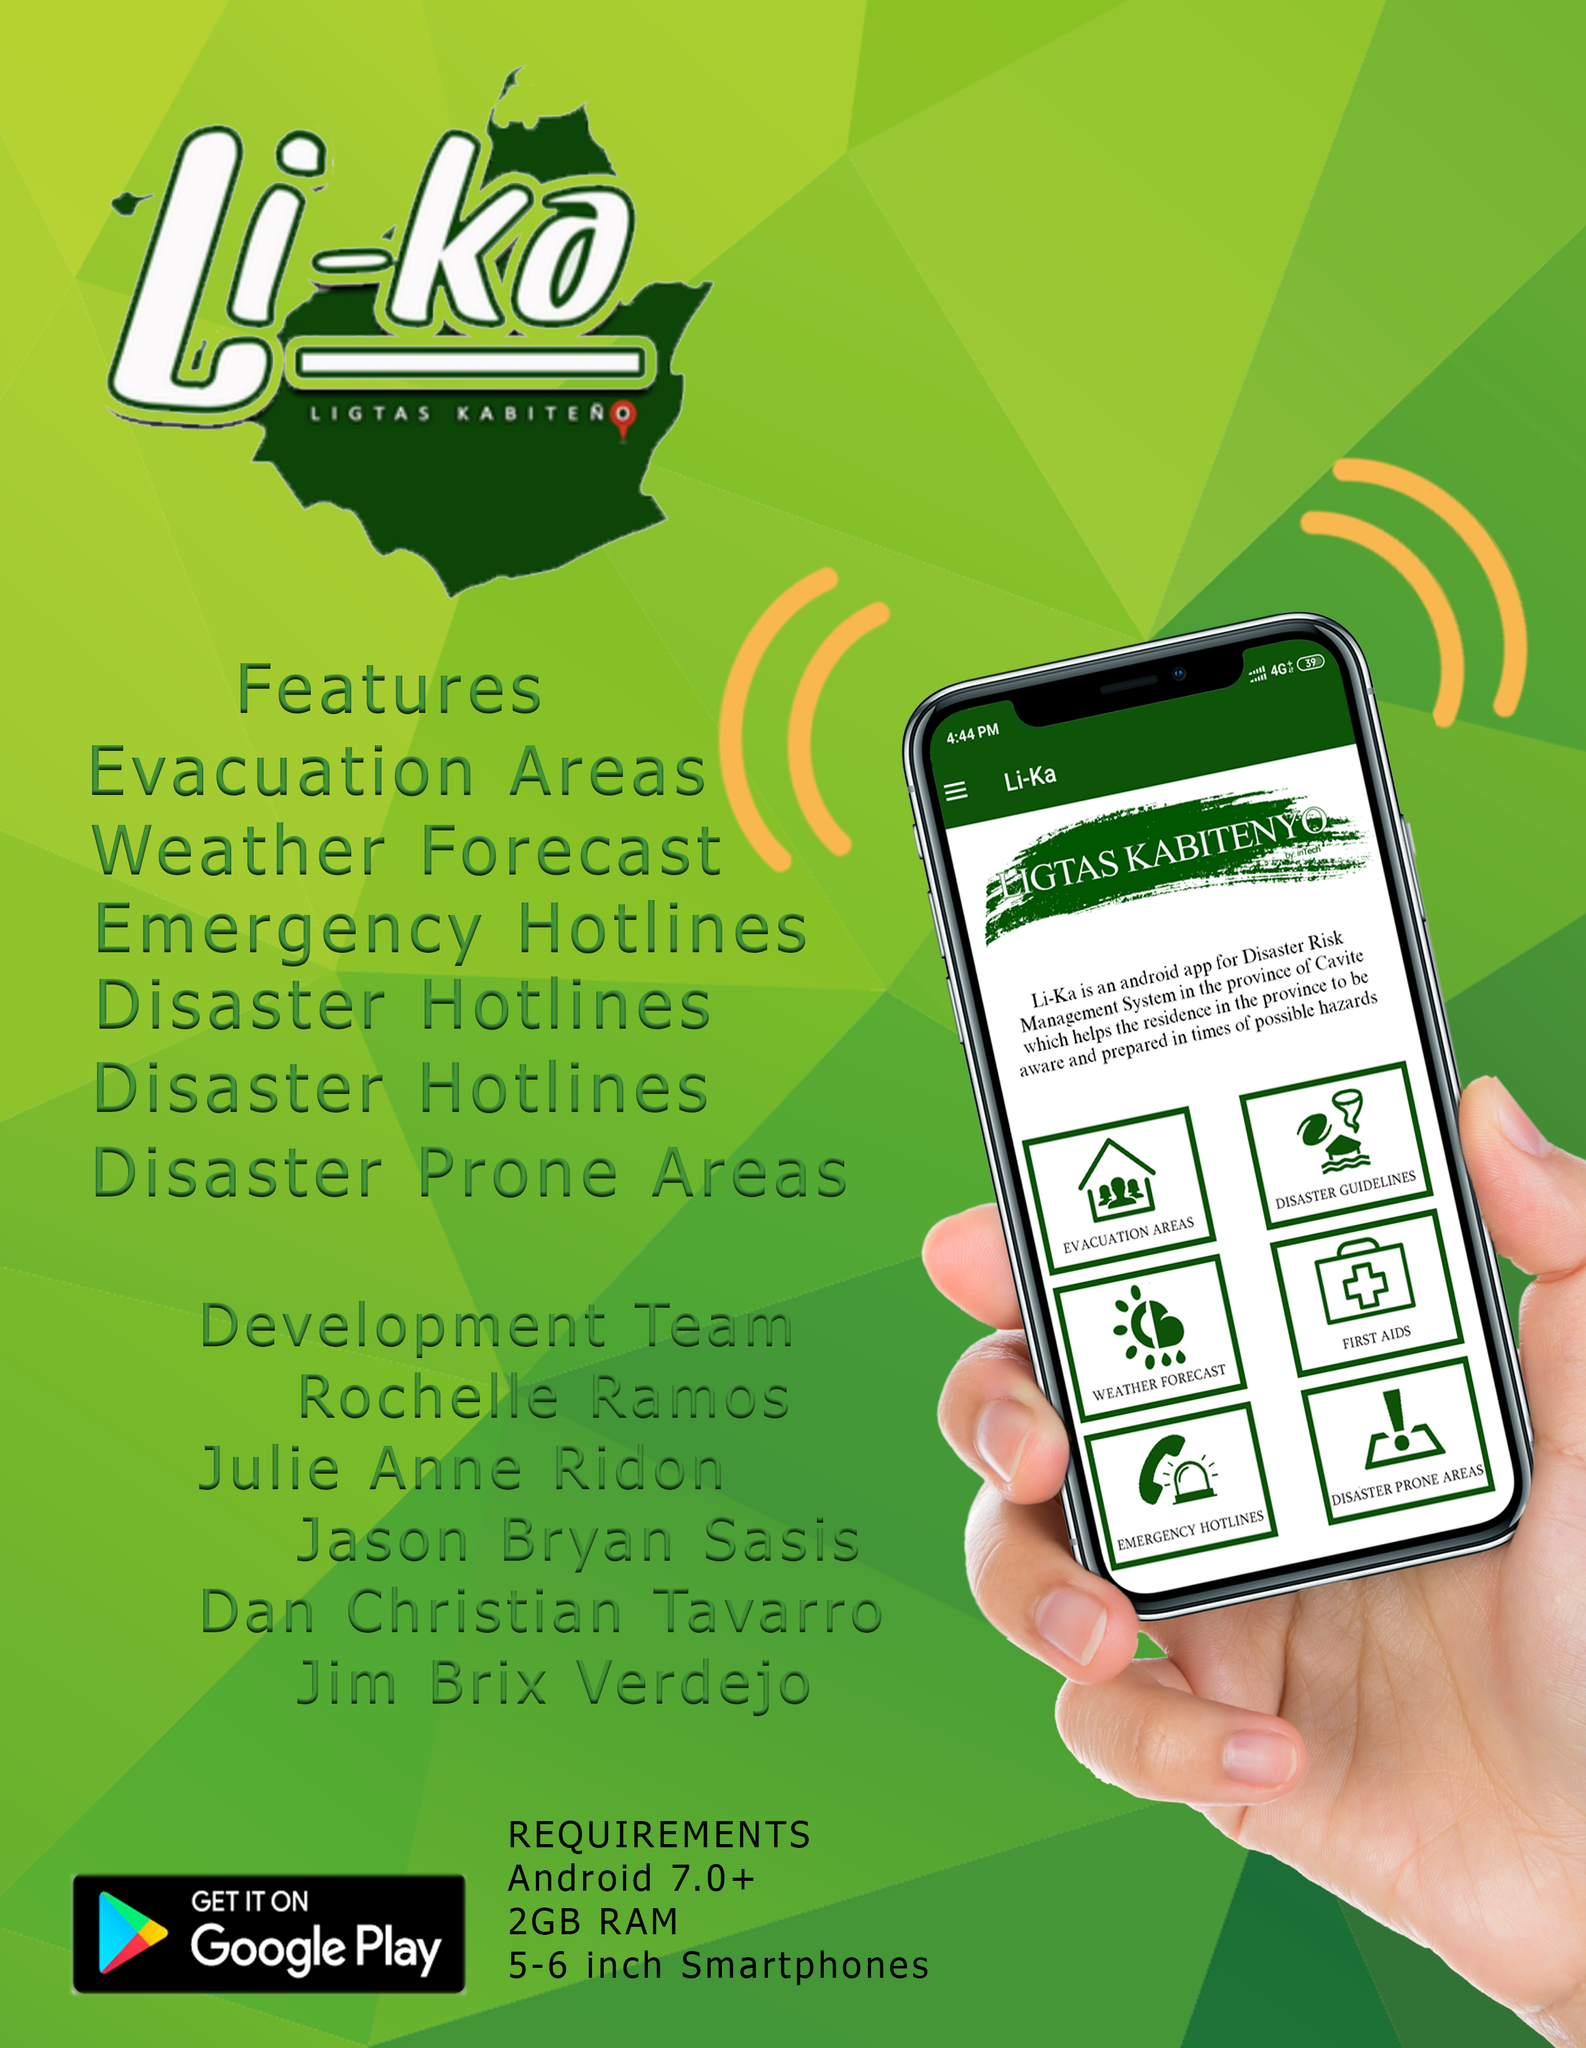 Li-ka
LIGTAS KABITEÑO
Features
Evacuation Areas
Weather Forecast
Emergency Hotlines
Disaster Hotlines
Disaster Hotlines
Disaster Prone Areas
Development Team
Rochelle Ramos
Julie Anne Ridon
Jason Bryan Sasis
Dan Christian Tavarro
Jim Brix Verdejo
REQUIREMENTS
Android 7.0+
2GB RAM
5-6 inch Smartphones
GET IT ON
Google Play
4:44 PM
4G+ 39
Li-Ka
LIGTAS KABITENYO
by: inTech
Li-Ka is an android app for Disaster Risk
Management System in the province of Cavite
which helps the residence in the province to be
aware and prepared in times of possible hazards
EVACUATION AREAS
DISASTER GUIDELINES
WEATHER FORECAST
FIRST AIDS
EMERGENCY HOTLINES
DISASTER PRONE AREAS